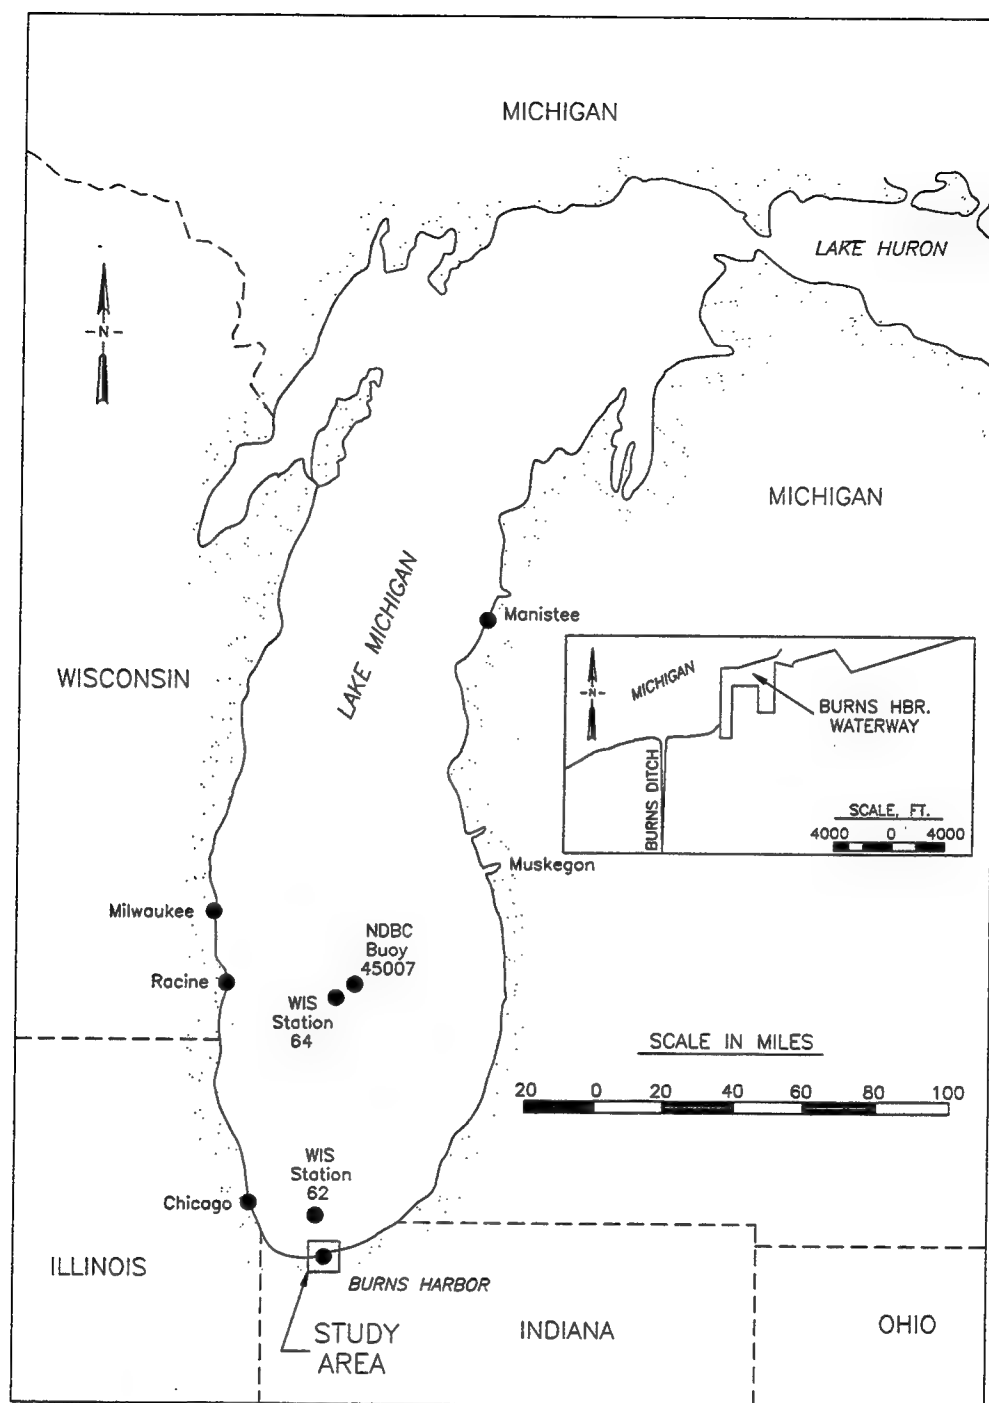 MICHIGAN
LAKE HURON
N
MICHIGAN
LAKE MICHIGAN
Manistee
WISCONSIN
N
MICHIGAN
BURNS HBR.
WATERWAY
BURNS DITCH
SCALE, FT.
4000 0 4000
Muskegon
Milwaukee
NDBC
Buoy
45007
Racine
WIS
Station
64
SCALE IN MILES
20 0 20 40 60 80 100
WIS
Station
62
Chicago
ILLINOIS
BURNS HARBOR
STUDY
AREA
INDIANA
OHIO